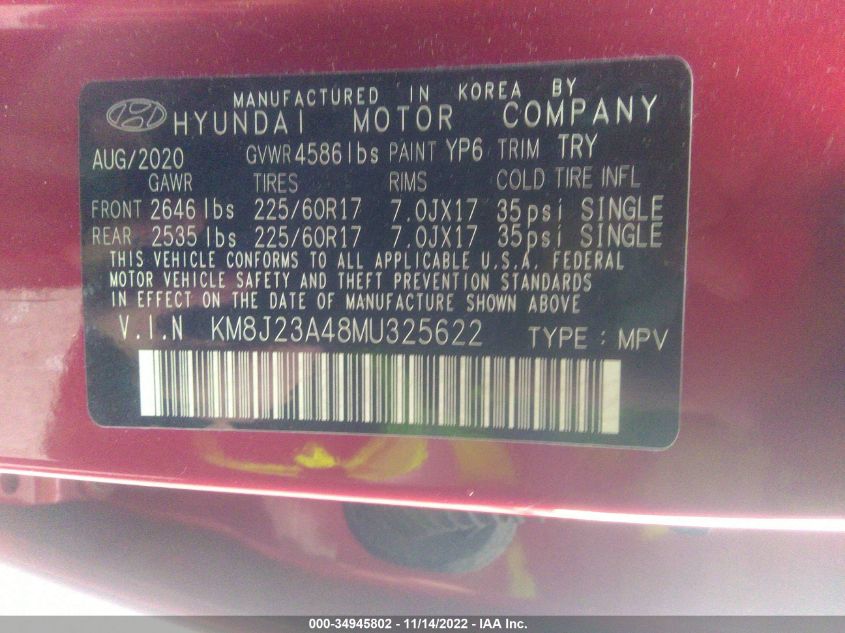 MANUFACTURED IN KOREA BY
HYUNDAI MOTOR COMPANY
AUG/2020 GVWR 4586 lbs PAINT YP6 TRIM TRY
GAWR TIRES RIMS COLD TIRE INFL
FRONT 2646 lbs 225/60R17 7.0JX17 35psi SINGLE
REAR 2535 lbs 225/60R17 7.0JX17 35psi SINGLE
THIS VEHICLE CONFORMS TO ALL APPLICABLE U.S.A. FEDERAL
MOTOR VEHICLE SAFETY AND THEFT PREVENTION STANDARDS
IN EFFECT ON THE DATE OF MANUFACTURE SHOWN ABOVE
V.I.N KM8J23A48MU325622 TYPE : MPV
000-34945802 - 11/14/2022 - IAA Inc.